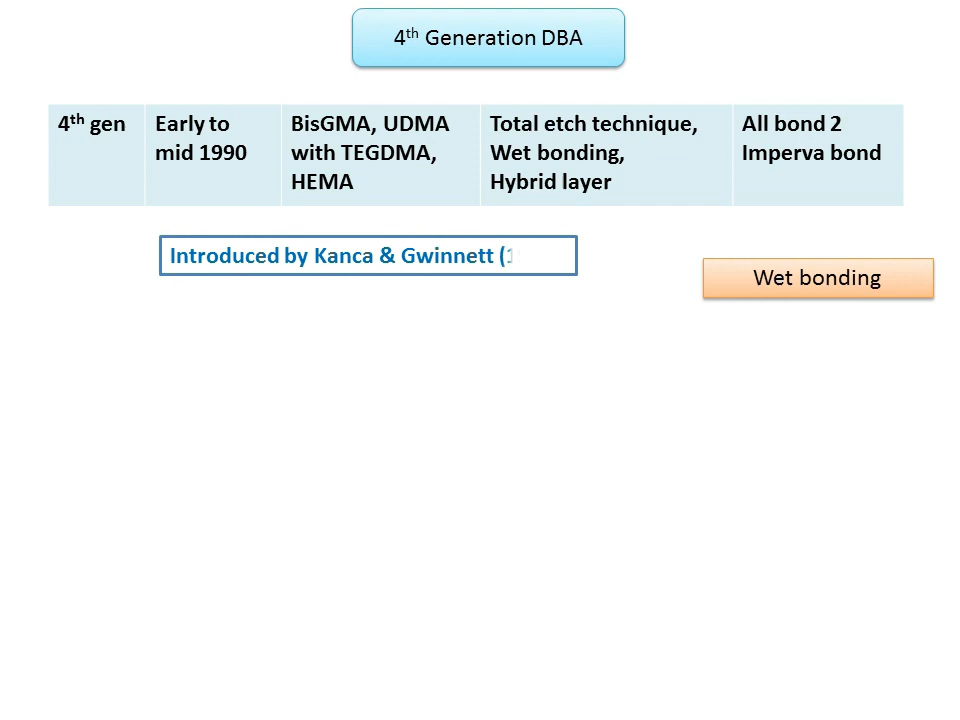 4th Generation DBA
4th gen
Early to
mid 1990
BisGMA, UDMA
with TEGDMA,
HEMA
Total etch technique,
Wet bonding,
Hybrid layer
All bond 2
Imperva bond
Introduced by Kanca & Gwinnett (
Wet bonding